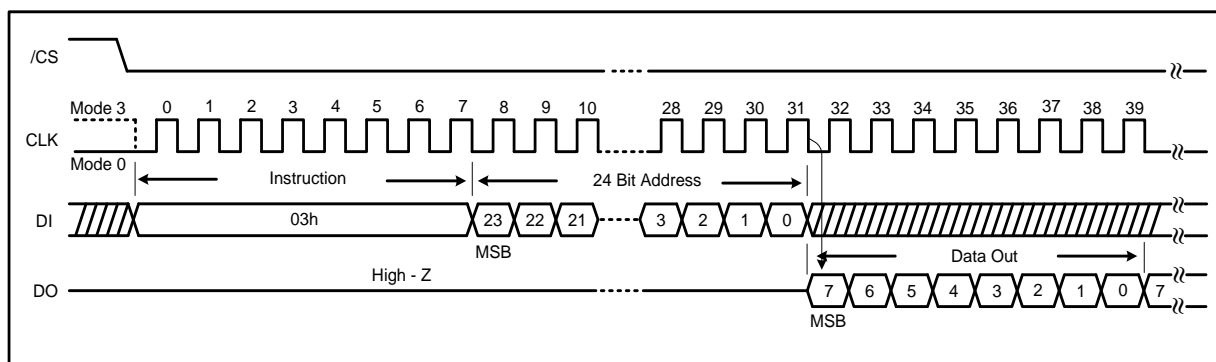 /CS
Mode 3 0 1 2 3 4 5 6 7 8 9 10 28 29 30 31 32 33 34 35 36 37 38 39
CLK
Mode 0
Instruction 24 Bit Address
DI 03h 23 22 21 3 2 1 0
MSB
High - Z Data Out
DO 7 6 5 4 3 2 1 0 7
MSB